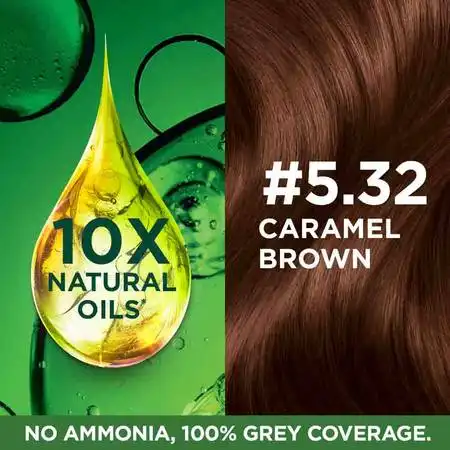 10X
NATURAL
OILS*
#5.32
CARAMEL
BROWN
NO AMMONIA, 100% GREY COVERAGE.